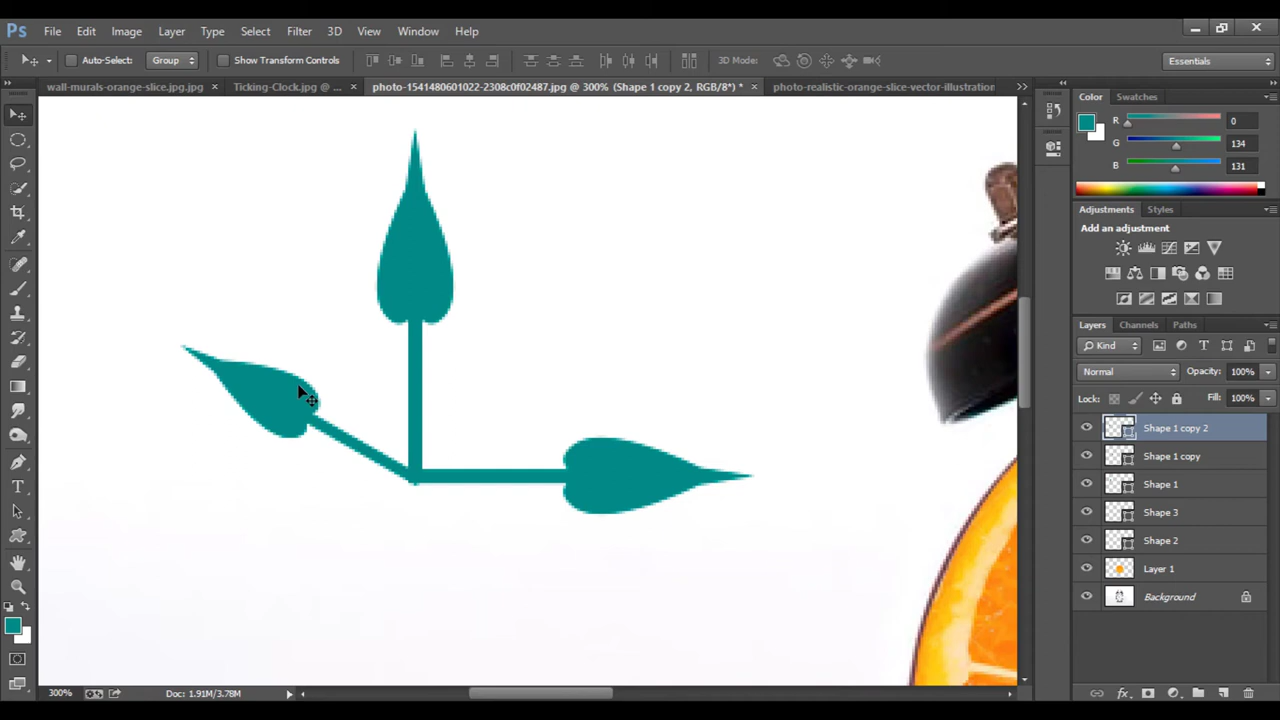 Ps File Edit Image Layer Type Select Filter 3D View Window Help
Auto-Select: Group Show Transform Controls 3D Mode: Essentials
wall-murals-orange-slice.jpg.jpg × Ticking-Clock.jpg @ ... × photo-1541480601022-2308c0f02487.jpg @ 300% (Shape 1 copy 2, RGB/8*) * × photo-realistic-orange-slice-vector-illustration
Color Swatches
R 0
G 134
B 131
Adjustments Styles
Add an adjustment
Layers Channels Paths
Kind
Normal Opacity: 100%
Lock: Fill: 100%
Shape 1 copy 2
Shape 1 copy
Shape 1
Shape 3
Shape 2
Layer 1
Background
300% Doc: 1.91M/3.78M